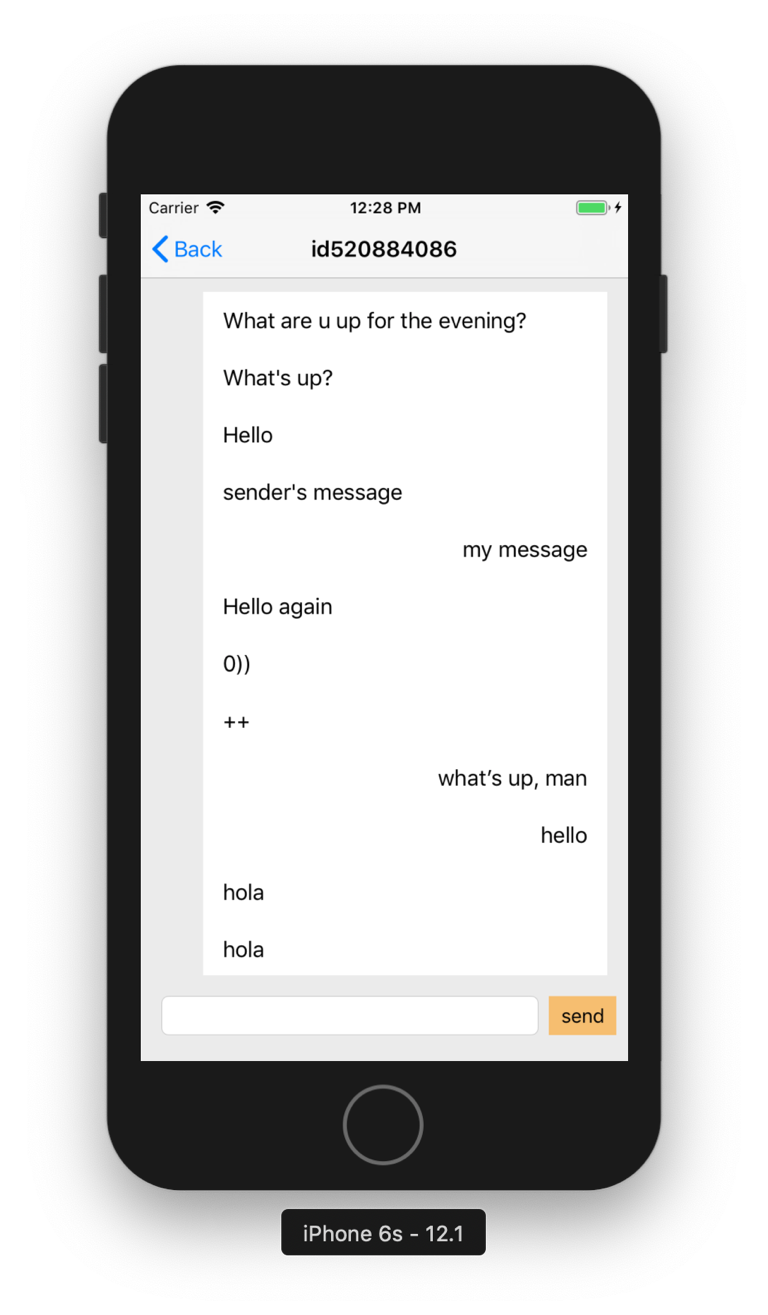 Carrier 12:28 PM
Back id520884086
What are u up for the evening?
What's up?
Hello
sender's message
my message
Hello again
0))
++
what’s up, man
hello
hola
hola
send
iPhone 6s - 12.1